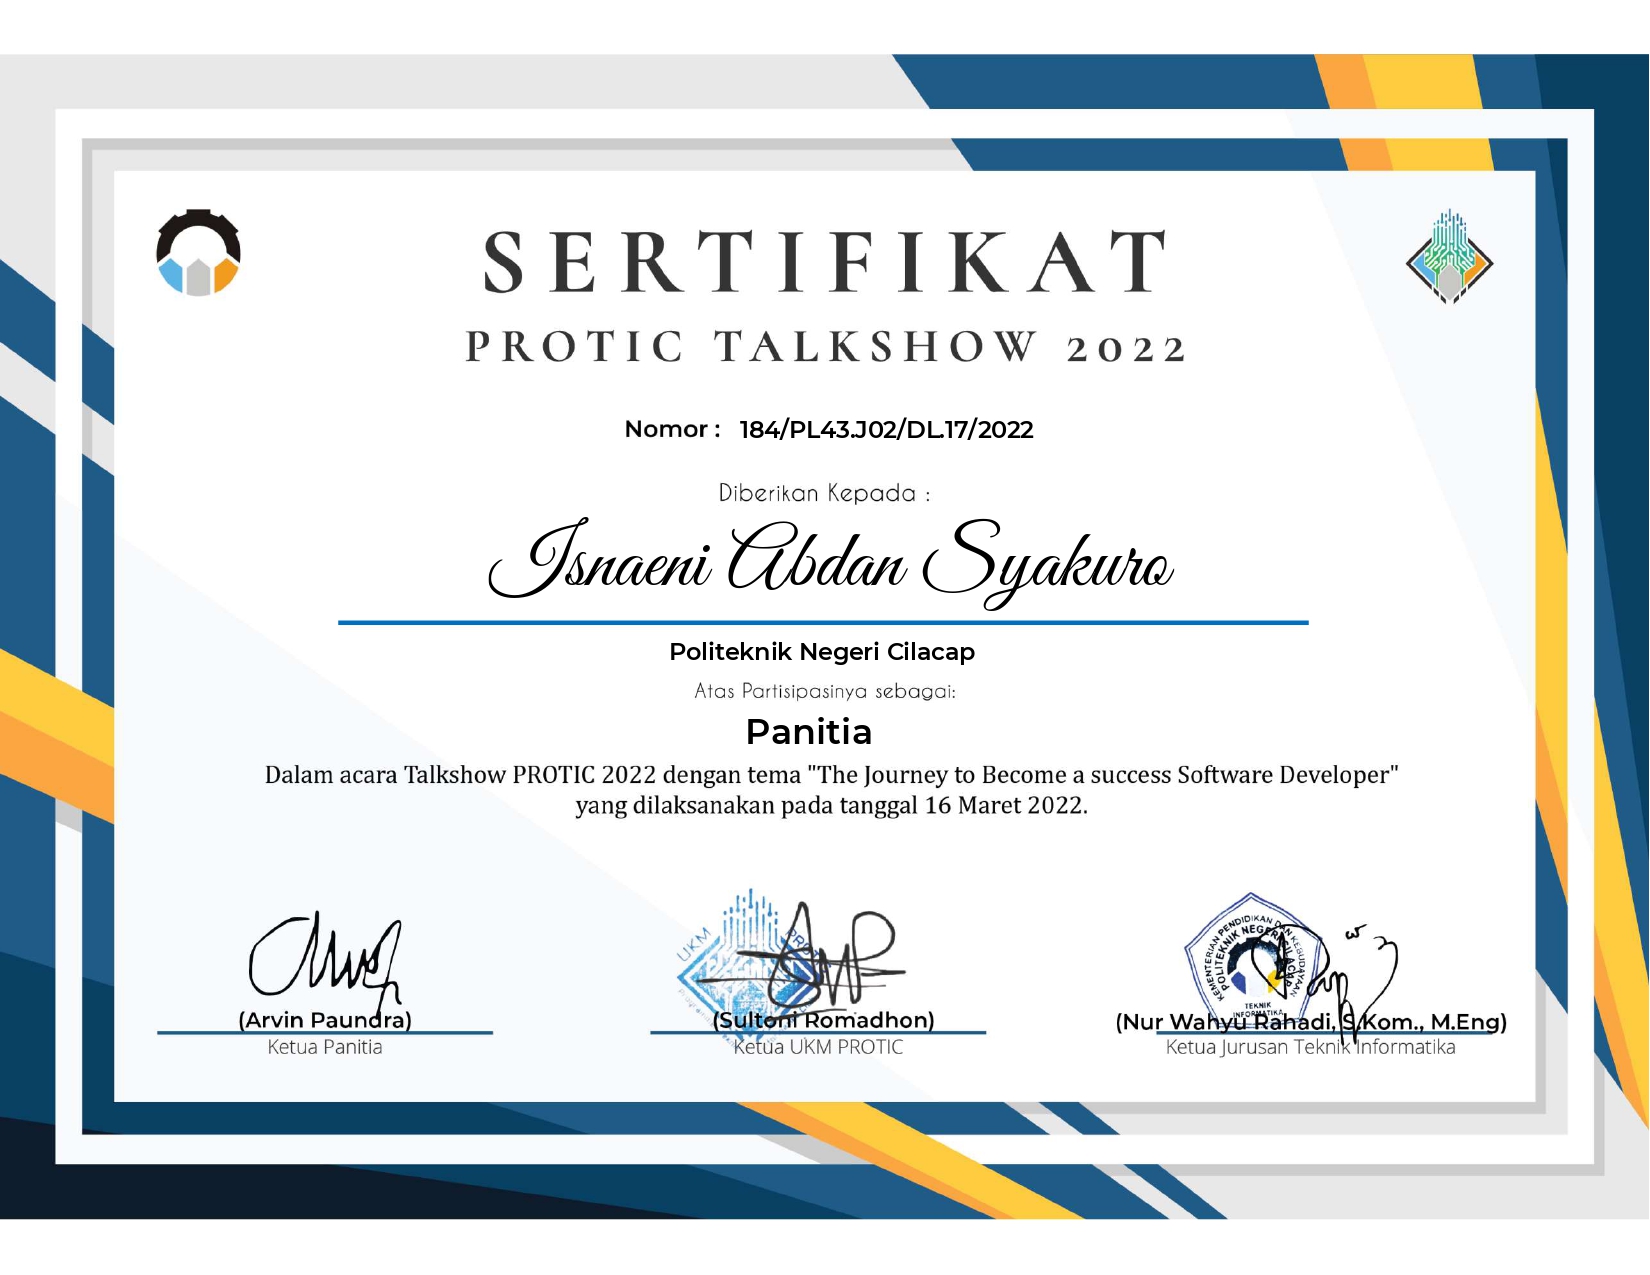 SERTIFIKAT
PROTIC TALKSHOW 2022
Nomor : 184/PL43.J02/DL.17/2022
Diberikan Kepada :
Isnaeni Abdan Syakuro
Politeknik Negeri Cilacap
Atas Partisipasinya sebagai:
Panitia
Dalam acara Talkshow PROTIC 2022 dengan tema "The Journey to Become a success Software Developer"
yang dilaksanakan pada tanggal 16 Maret 2022.
UKM PROTIC
KEMENTERIAN PENDIDIKAN DAN KEBUDAYAAN
POLITEKNIK NEGERI CILACAP
TEKNIK
INFORMATIKA
(Arvin Paundra) (Sultoni Romadhon) (Nur Wahyu Rahadi, S.Kom., M.Eng)
Ketua Panitia Ketua UKM PROTIC Ketua Jurusan Teknik Informatika